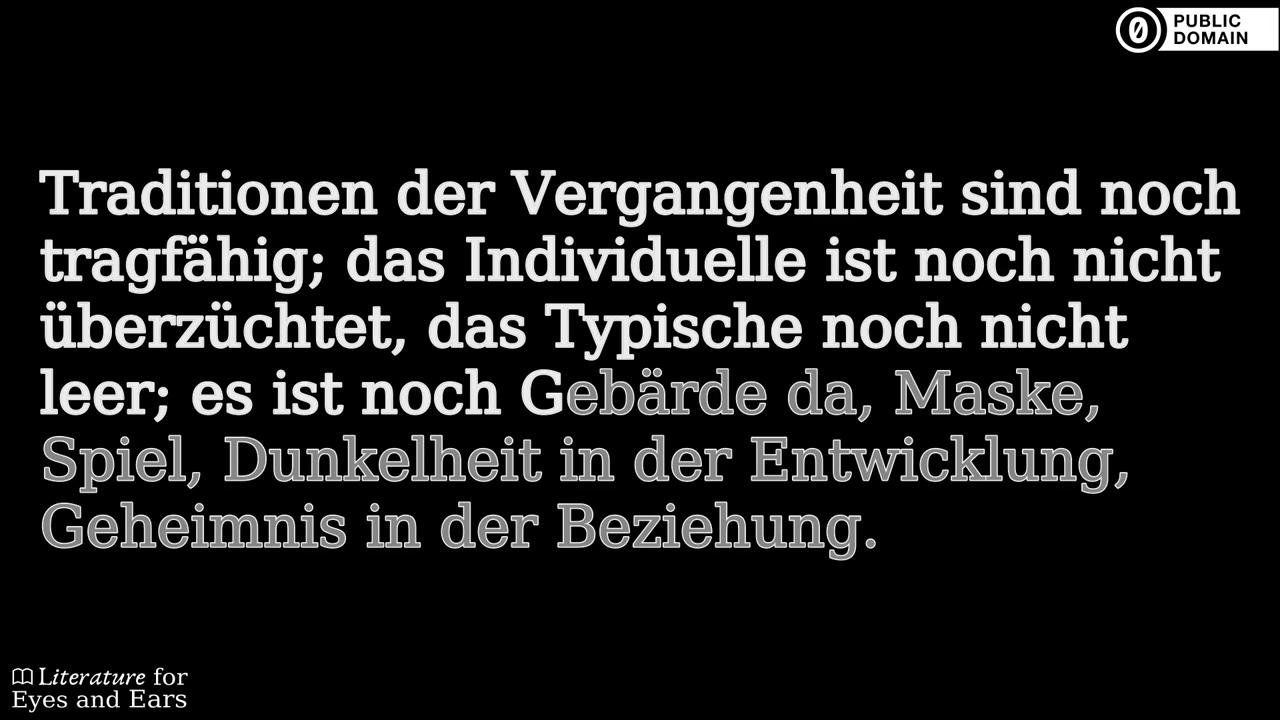 PUBLIC
DOMAIN
Traditionen der Vergangenheit sind noch
tragfähig; das Individuelle ist noch nicht
überzüchtet, das Typische noch nicht
leer; es ist noch Gebärde da, Maske,
Spiel, Dunkelheit in der Entwicklung,
Geheimnis in der Beziehung.
Literature for
Eyes and Ears